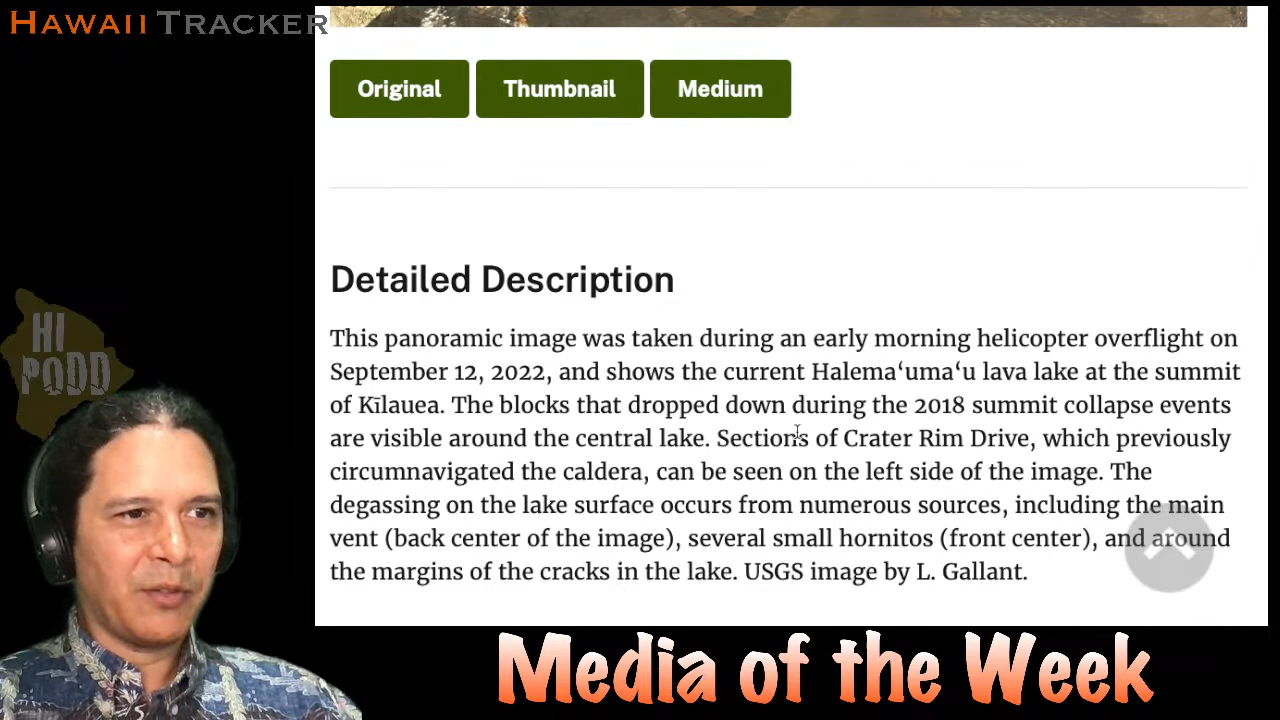 HAWAII TRACKER
Original Thumbnail Medium
Detailed Description
This panoramic image was taken during an early morning helicopter overflight on
September 12, 2022, and shows the current Halemaʻumaʻu lava lake at the summit
of Kīlauea. The blocks that dropped down during the 2018 summit collapse events
are visible around the central lake. Sections of Crater Rim Drive, which previously
circumnavigated the caldera, can be seen on the left side of the image. The
degassing on the lake surface occurs from numerous sources, including the main
vent (back center of the image), several small hornitos (front center), and around
the margins of the cracks in the lake. USGS image by L. Gallant.
HI
PODD
Media of the Week